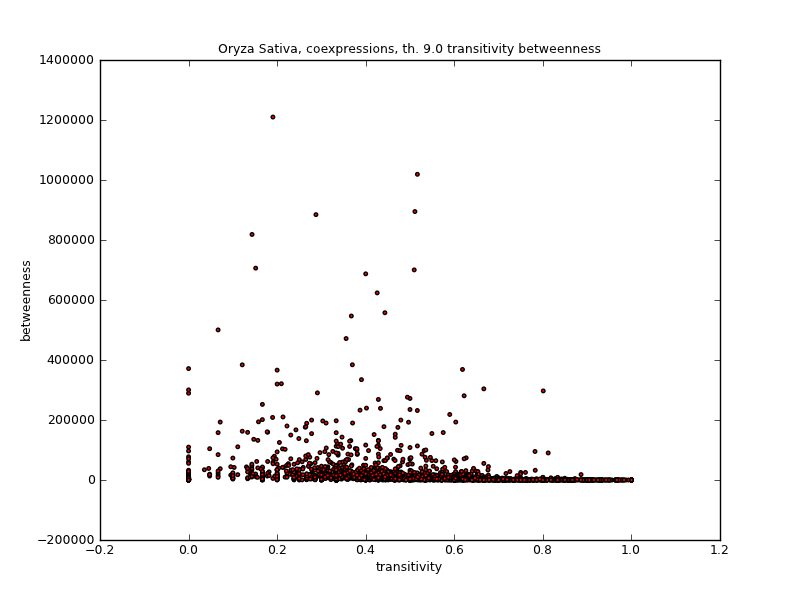 Oryza Sativa, coexpressions, th. 9.0 transitivity betweenness
1400000
1200000
1000000
800000
600000
400000
200000
0
−200000
betweenness
−0.2 0.0 0.2 0.4 0.6 0.8 1.0 1.2
transitivity